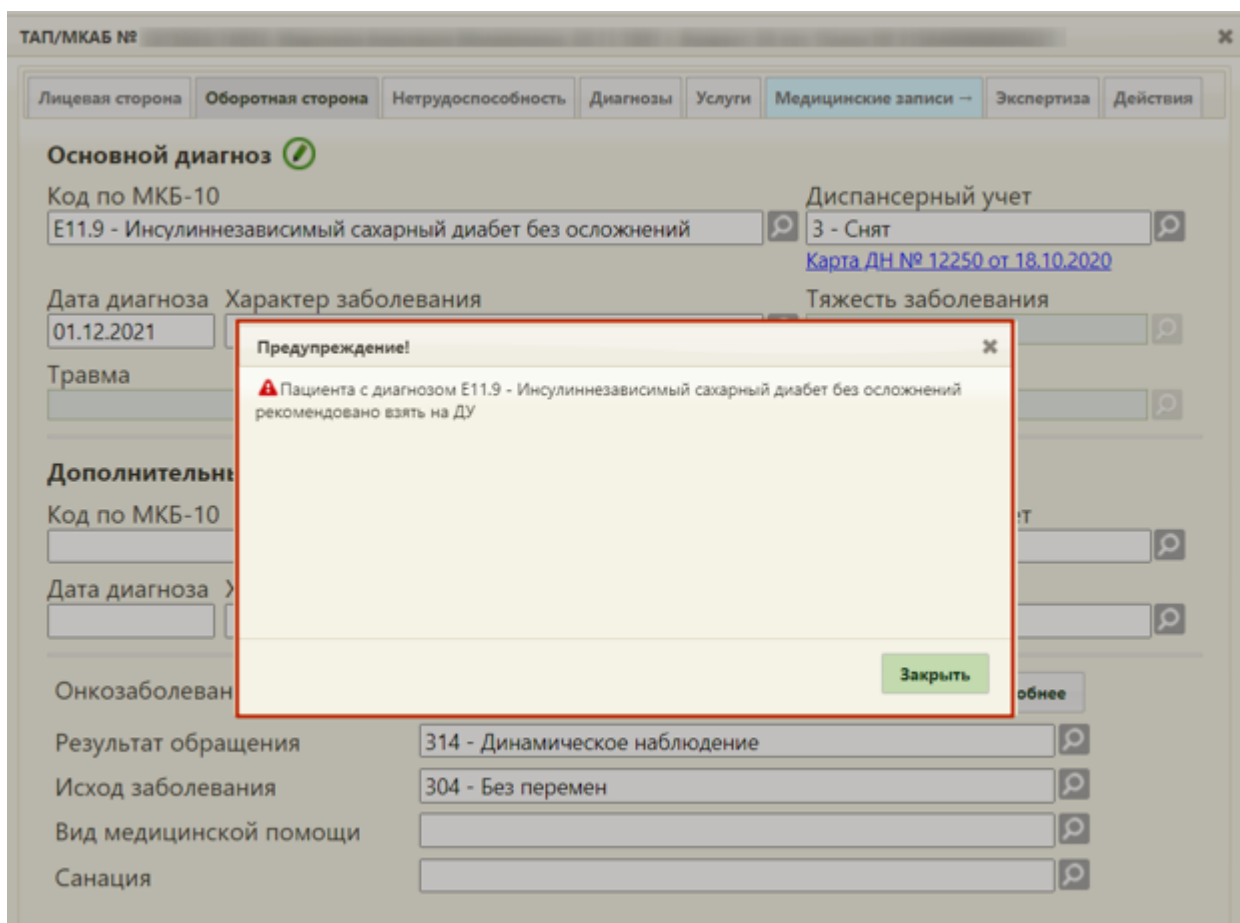 ТАП/МКАБ №
Лицевая сторона Оборотная сторона Нетрудоспособность Диагнозы Услуги Медицинские записи – Экспертиза Действия
Основной диагноз
Код по МКБ-10 Диспансерный учет
E11.9 - Инсулиннезависимый сахарный диабет без осложнений 3 - Снят
Карта ДН № 12250 от 18.10.2020
Дата диагноза Характер заболевания Тяжесть заболевания
01.12.2021
Предупреждение!
Травма
Пациента с диагнозом E11.9 - Инсулиннезависимый сахарный диабет без осложнений
рекомендовано взять на ДУ
Дополнительны
Код по МКБ-10 ет
Дата диагноза Х
Закрыть
Онкозаболеван обнее
Результат обращения 314 - Динамическое наблюдение
Исход заболевания 304 - Без перемен
Вид медицинской помощи
Санация